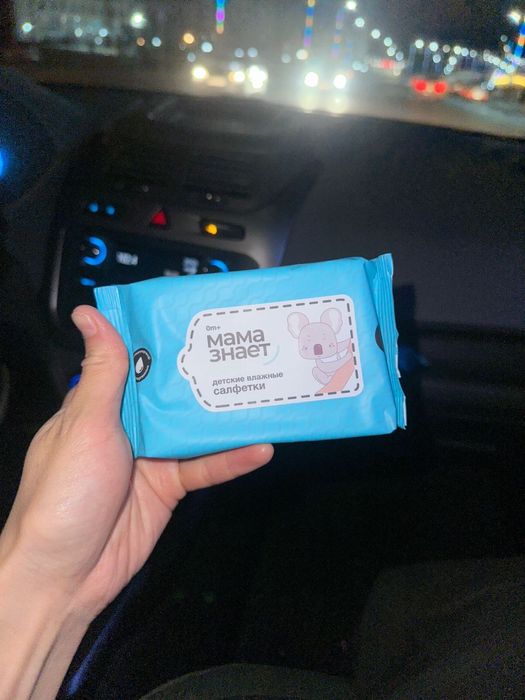 0m+
мама
знает
детские влажные
салфетки